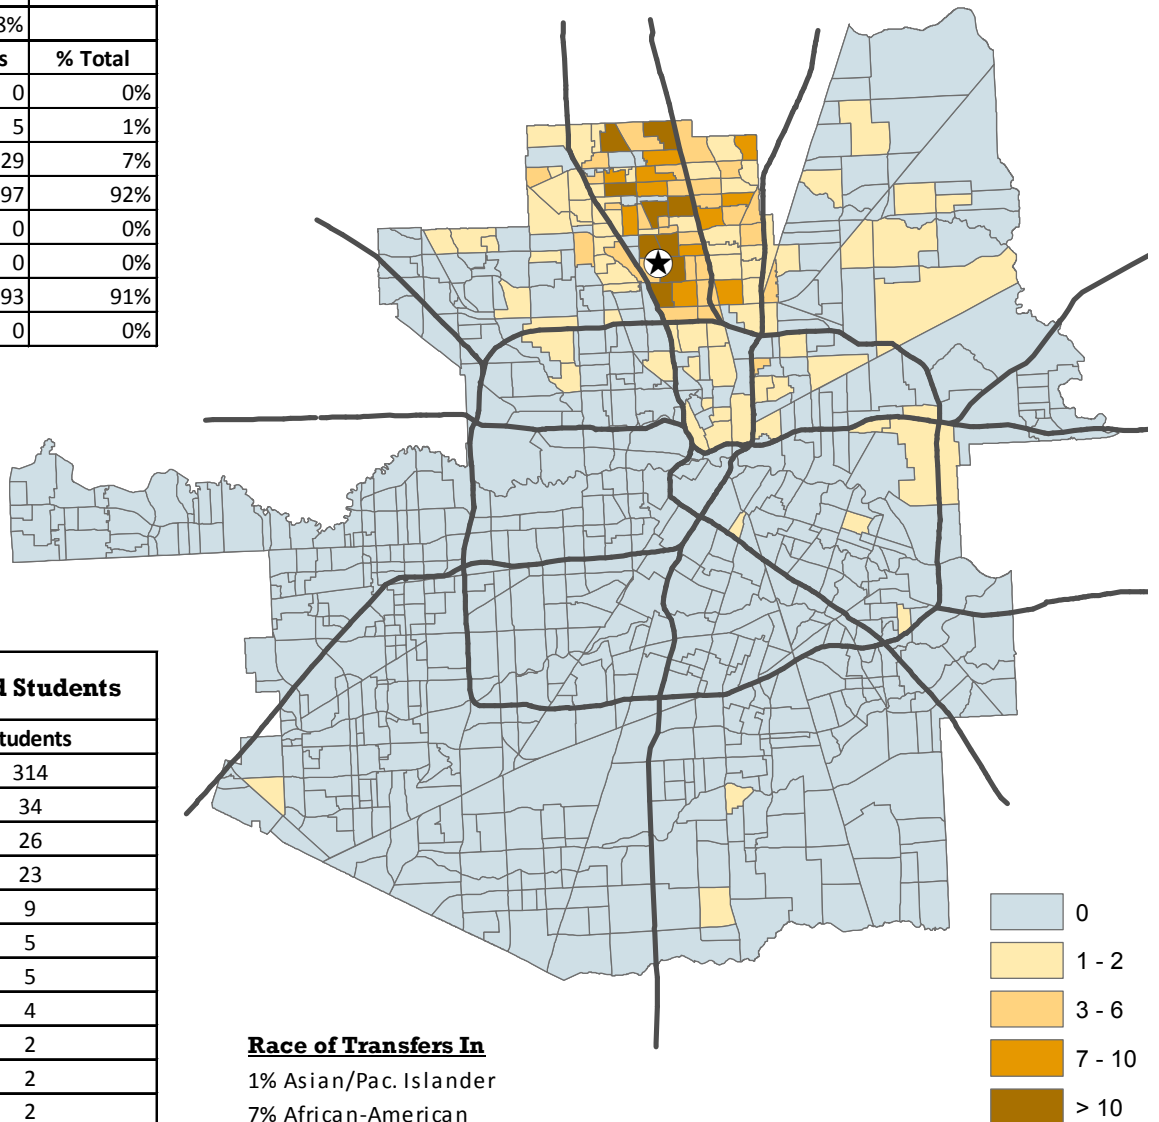 8%
s % Total
0 0%
5 1%
29 7%
97 92%
0 0%
0 0%
93 91%
0 0%
d Students
tudents
314
34
26
23
9
5
5
4
2
2
2
Race of Transfers In
1% Asian/Pac. Islander
7% African-American
0
1 - 2
3 - 6
7 - 10
> 10